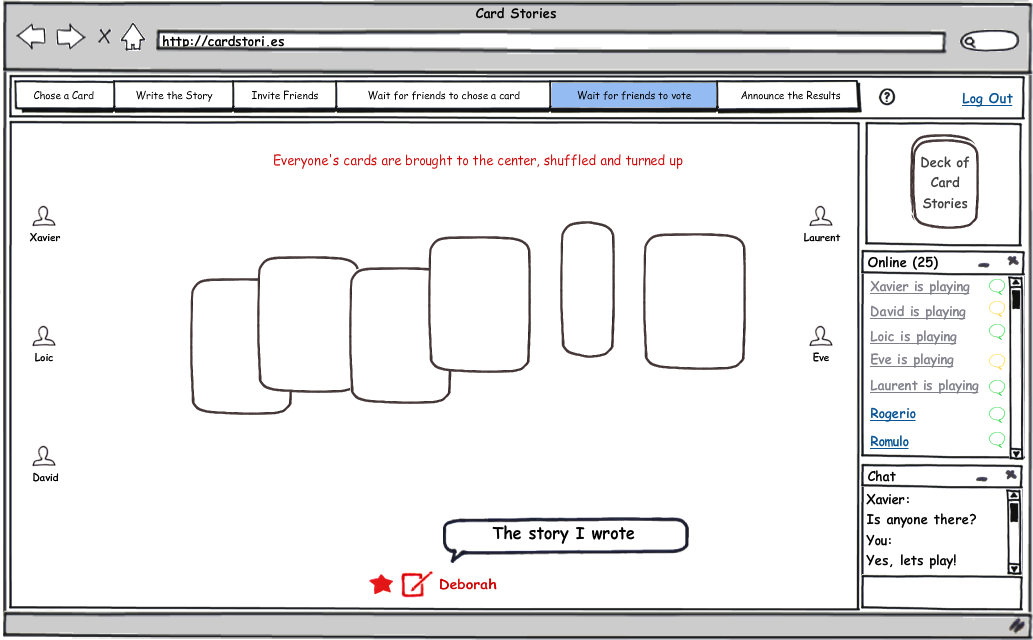 Card Stories
http://cardstori.es
Chose a Card
Write the Story
Invite Friends
Wait for friends to chose a card
Wait for friends to vote
Announce the Results
?
Log Out
Everyone's cards are brought to the center, shuffled and turned up
Xavier
Loic
David
Laurent
Eve
The story I wrote
Deborah
Deck of
Card
Stories
Online (25)
Xavier is playing
David is playing
Loic is playing
Eve is playing
Laurent is playing
Rogerio
Romulo
Chat
Xavier:
Is anyone there?
You:
Yes, lets play!